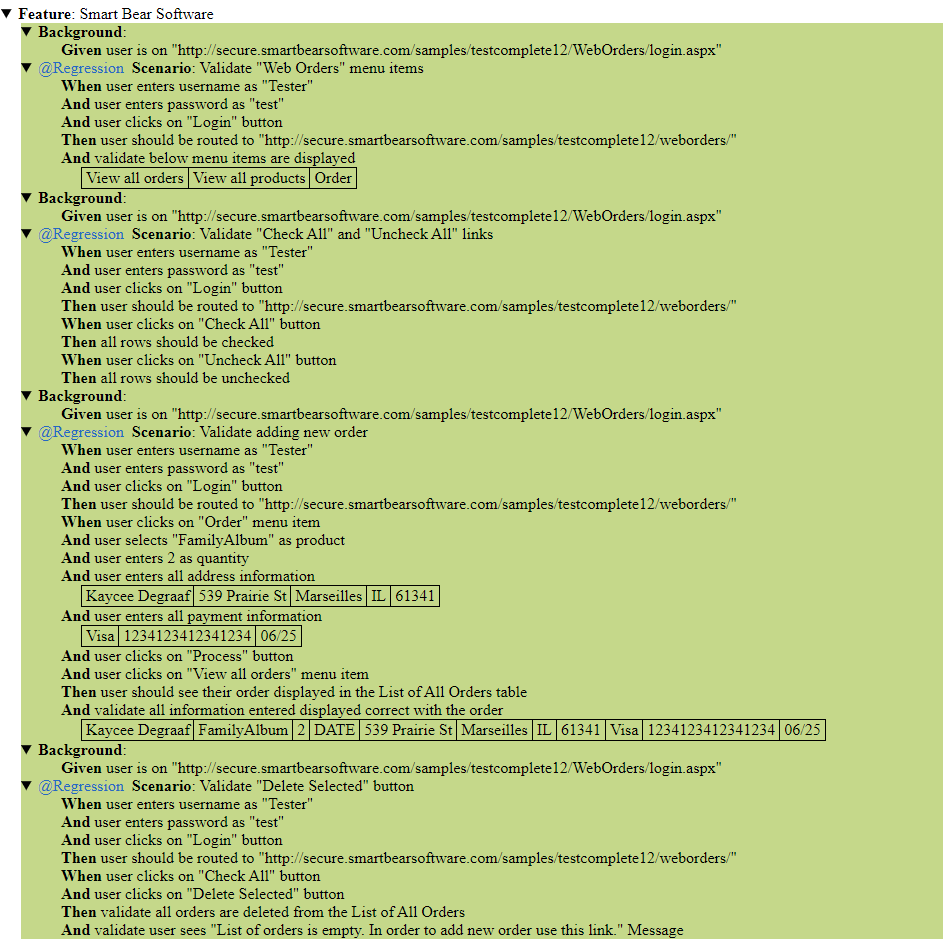 Feature: Smart Bear Software
Background:
Given user is on "http://secure.smartbearsoftware.com/samples/testcomplete12/WebOrders/login.aspx"
@Regression Scenario: Validate "Web Orders" menu items
When user enters username as "Tester"
And user enters password as "test"
And user clicks on "Login" button
Then user should be routed to "http://secure.smartbearsoftware.com/samples/testcomplete12/weborders/"
And validate below menu items are displayed
View all orders View all products Order
Background:
Given user is on "http://secure.smartbearsoftware.com/samples/testcomplete12/WebOrders/login.aspx"
@Regression Scenario: Validate "Check All" and "Uncheck All" links
When user enters username as "Tester"
And user enters password as "test"
And user clicks on "Login" button
Then user should be routed to "http://secure.smartbearsoftware.com/samples/testcomplete12/weborders/"
When user clicks on "Check All" button
Then all rows should be checked
When user clicks on "Uncheck All" button
Then all rows should be unchecked
Background:
Given user is on "http://secure.smartbearsoftware.com/samples/testcomplete12/WebOrders/login.aspx"
@Regression Scenario: Validate adding new order
When user enters username as "Tester"
And user enters password as "test"
And user clicks on "Login" button
Then user should be routed to "http://secure.smartbearsoftware.com/samples/testcomplete12/weborders/"
When user clicks on "Order" menu item
And user selects "FamilyAlbum" as product
And user enters 2 as quantity
And user enters all address information
Kaycee Degraaf 539 Prairie St Marseilles IL 61341
And user enters all payment information
Visa 1234123412341234 06/25
And user clicks on "Process" button
And user clicks on "View all orders" menu item
Then user should see their order displayed in the List of All Orders table
And validate all information entered displayed correct with the order
Kaycee Degraaf FamilyAlbum 2 DATE 539 Prairie St Marseilles IL 61341 Visa 1234123412341234 06/25
Background:
Given user is on "http://secure.smartbearsoftware.com/samples/testcomplete12/WebOrders/login.aspx"
@Regression Scenario: Validate "Delete Selected" button
When user enters username as "Tester"
And user enters password as "test"
And user clicks on "Login" button
Then user should be routed to "http://secure.smartbearsoftware.com/samples/testcomplete12/weborders/"
When user clicks on "Check All" button
And user clicks on "Delete Selected" button
Then validate all orders are deleted from the List of All Orders
And validate user sees "List of orders is empty. In order to add new order use this link." Message